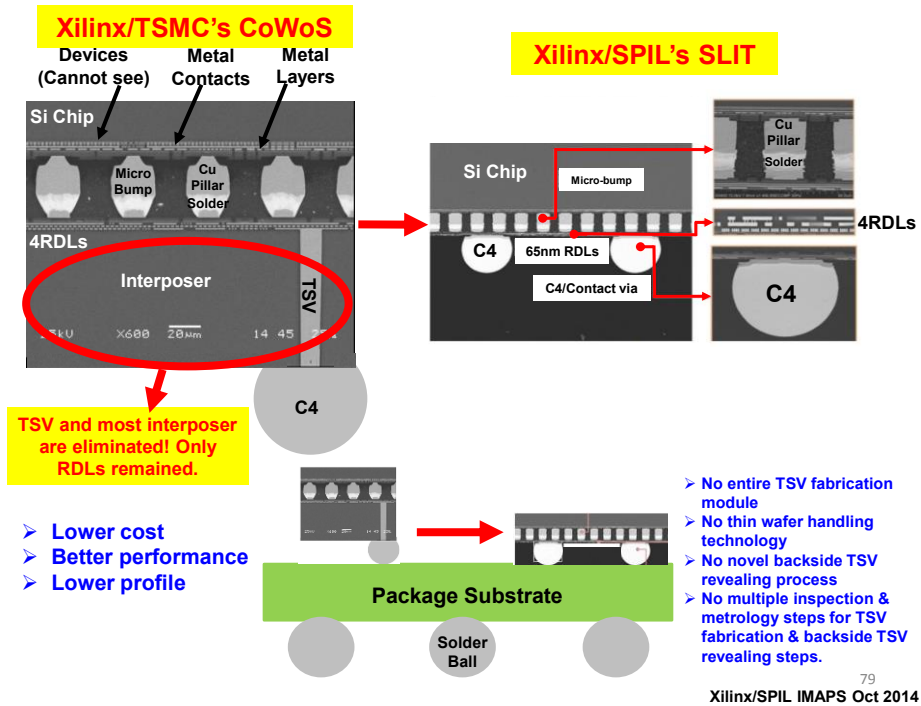 Xilinx/TSMC's CoWoS
Devices
(Cannot see)
Metal
Contacts
Metal
Layers
Si Chip
Micro
Bump
Cu
Pillar
Solder
4RDLs
Interposer
TSV
X600
20µm
14 45
C4
TSV and most interposer
are eliminated! Only
RDLs remained.
➢ Lower cost
➢ Better performance
➢ Lower profile
Xilinx/SPIL's SLIT
Si Chip
Micro-bump
C4
65nm RDLs
C4/Contact via
Cu
Pillar
Solder
4RDLs
C4
Package Substrate
Solder
Ball
➢ No entire TSV fabrication
module
➢ No thin wafer handling
technology
➢ No novel backside TSV
revealing process
➢ No multiple inspection &
metrology steps for TSV
fabrication & backside TSV
revealing steps.
79
Xilinx/SPIL IMAPS Oct 2014